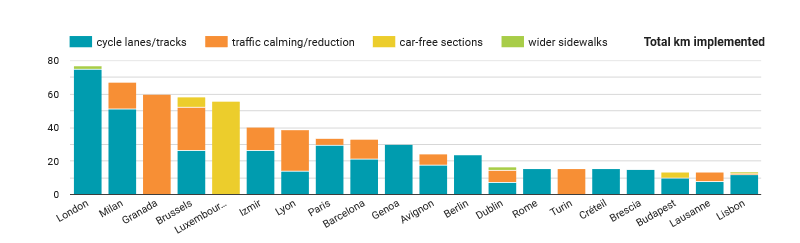 cycle lanes/tracks traffic calming/reduction car-free sections wider sidewalks Total km implemented
80
60
40
20
0
London Milan Granada Brussels Luxembour... Izmir Lyon Paris Barcelona Genoa Avignon Berlin Dublin Rome Turin Créteil Brescia Budapest Lausanne Lisbon